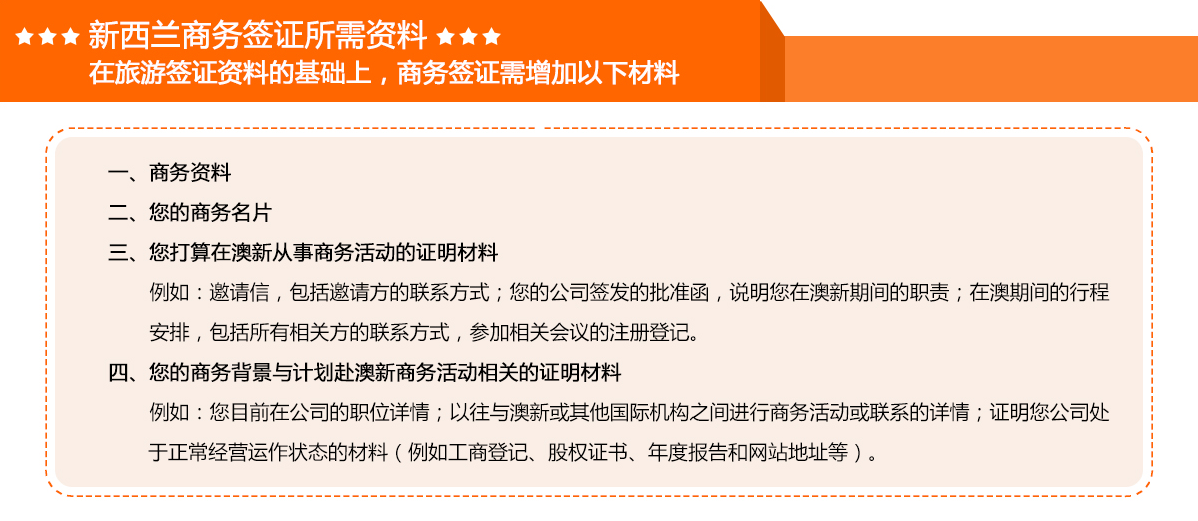 新西兰商务签证所需资料
在旅游签证资料的基础上，商务签证需增加以下材料
一、商务资料
二、您的商务名片
三、您打算在澳新从事商务活动的证明材料
例如：邀请信，包括邀请方的联系方式；您的公司签发的批准函，说明您在澳新期间的职责；在澳期间的行程
安排，包括所有相关方的联系方式，参加相关会议的注册登记。
四、您的商务背景与计划赴澳新商务活动相关的证明材料
例如：您目前在公司的职位详情；以往与澳新或其他国际机构之间进行商务活动或联系的详情；证明您公司处
于正常经营运作状态的材料（例如工商登记、股权证书、年度报告和网站地址等）。